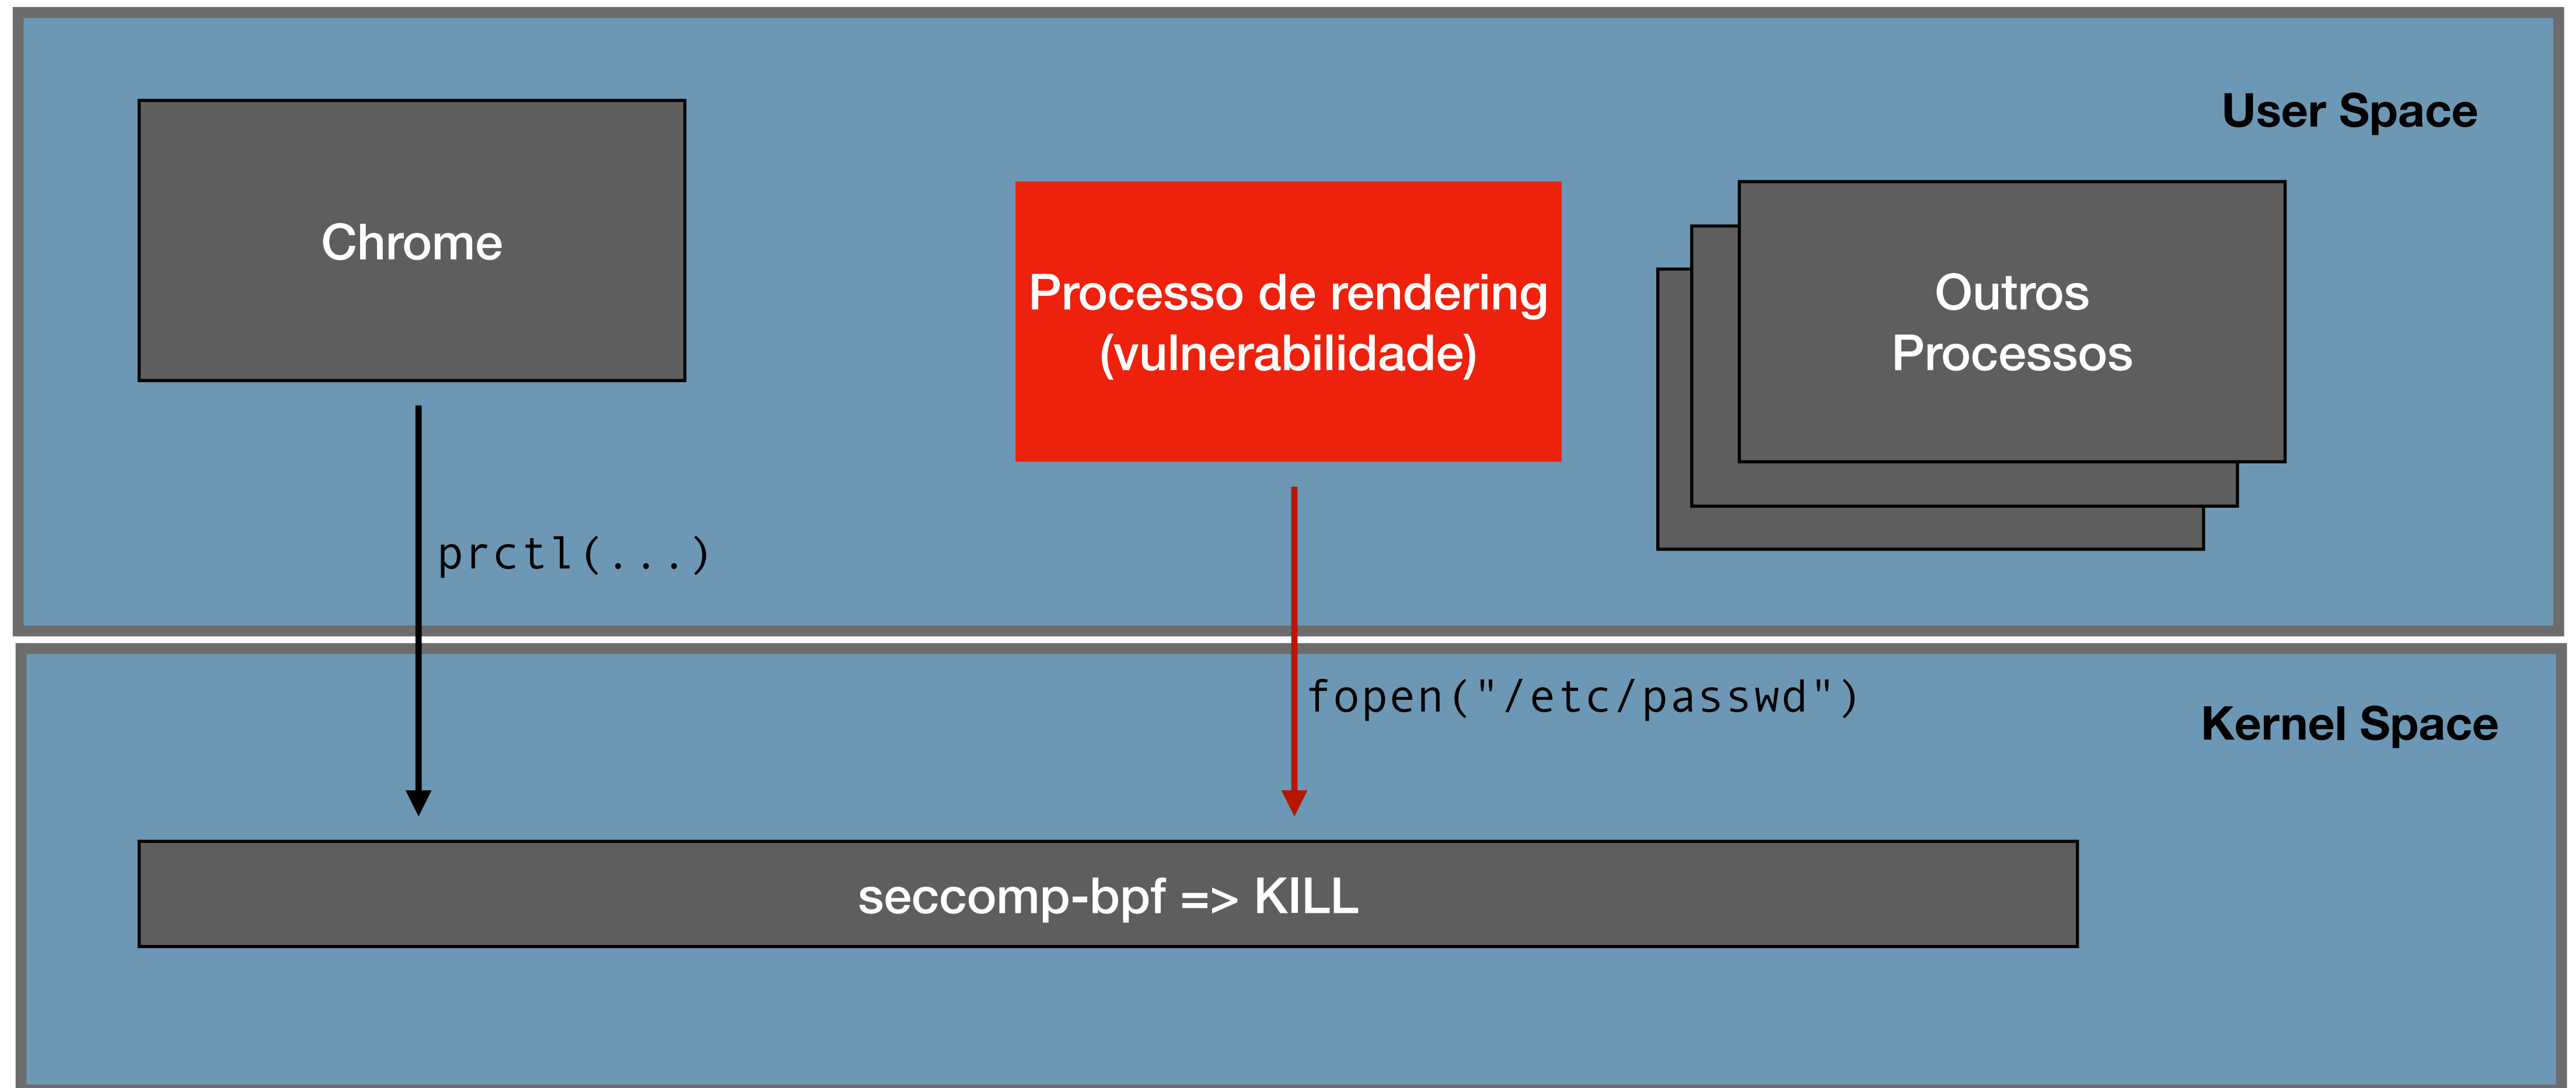 User Space
Chrome
Processo de rendering
(vulnerabilidade)
Outros
Processos
prctl(...)
fopen("/etc/passwd")
Kernel Space
seccomp-bpf => KILL